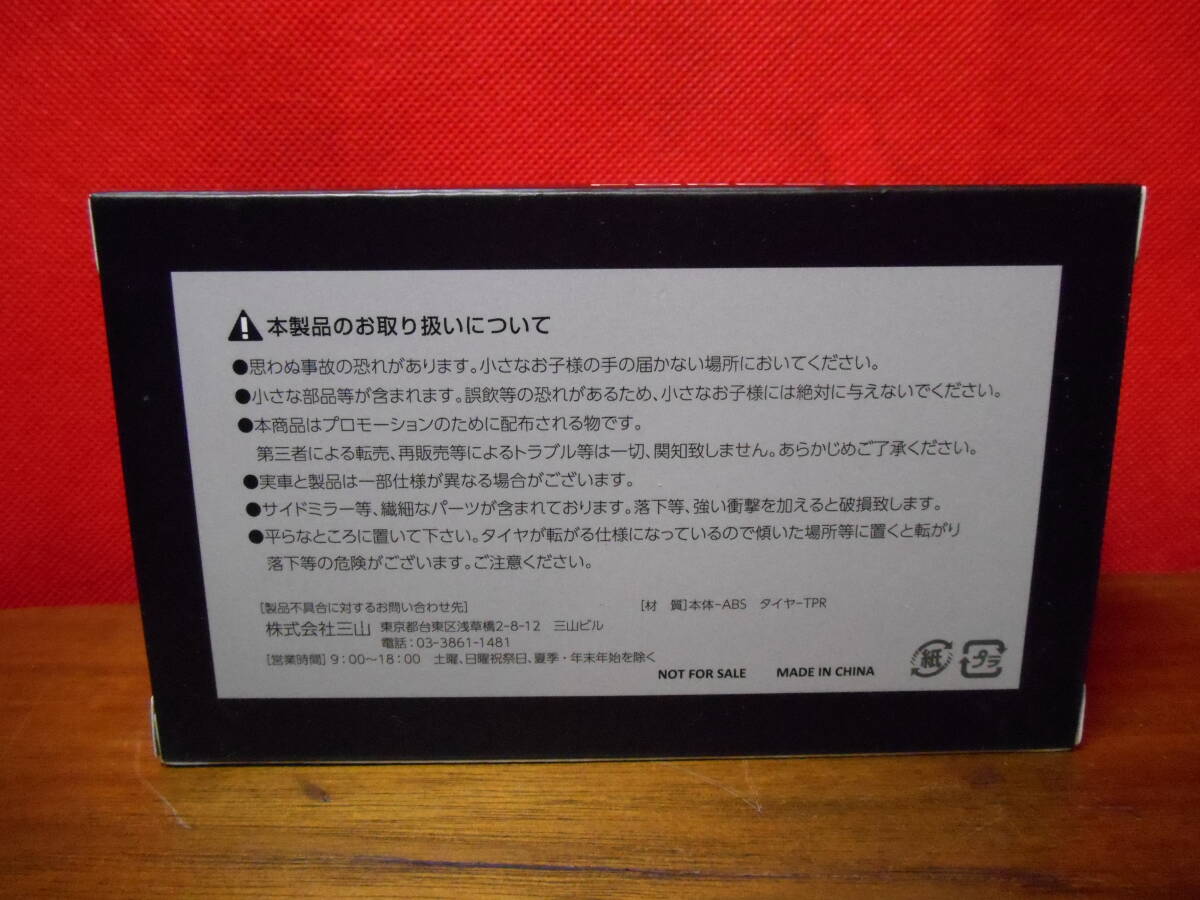 本製品のお取り扱いについて
●思わぬ事故の恐れがあります。小さなお子様の手の届かない場所においてください。
●小さな部品等が含まれます。誤飲等の恐れがあるため、小さなお子様には絶対に与えないでください。
●本商品はプロモーションのために配布される物です。
第三者による転売、再販売等によるトラブル等は一切、関知致しません。あらかじめご了承ください。
●実車と製品は一部仕様が異なる場合がございます。
●サイドミラー等、繊細なパーツが含まれております。落下等、強い衝撃を加えると破損致します。
●平らなところに置いて下さい。タイヤが転がる仕様になっているので傾いた場所等に置くと転がり
落下等の危険がございます。ご注意ください。
[製品不具合に対するお問い合わせ先]
[材　質]本体-ABS　タイヤ-TPR
株式会社三山　東京都台東区浅草橋2-8-12　三山ビル
電話:03-3861-1481
[営業時間] 9:00〜18:00　土曜、日曜祝祭日、夏季・年末年始を除く
NOT FOR SALE　MADE IN CHINA
紙　プラ